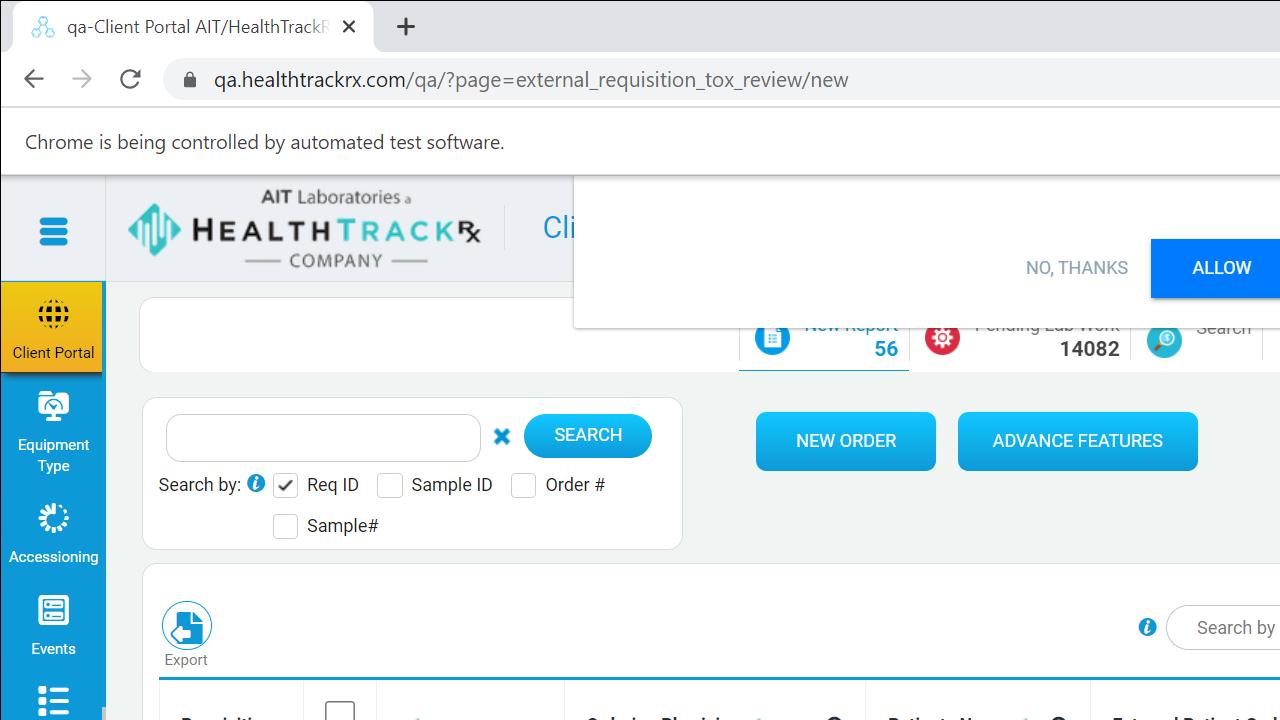 qa-Client Portal AIT/HealthTrackR
qa.healthtrackrx.com/qa/?page=external_requisition_tox_review/new
Chrome is being controlled by automated test software.
AIT Laboratories a
HEALTHTRACKRx
COMPANY
Cli
NO, THANKS
ALLOW
Client Portal
New Report
56
Pending Lab Work
14082
Search
SEARCH
NEW ORDER
ADVANCE FEATURES
Search by:
Req ID
Sample ID
Order #
Sample#
Equipment
Type
Accessioning
Events
Export
Search by